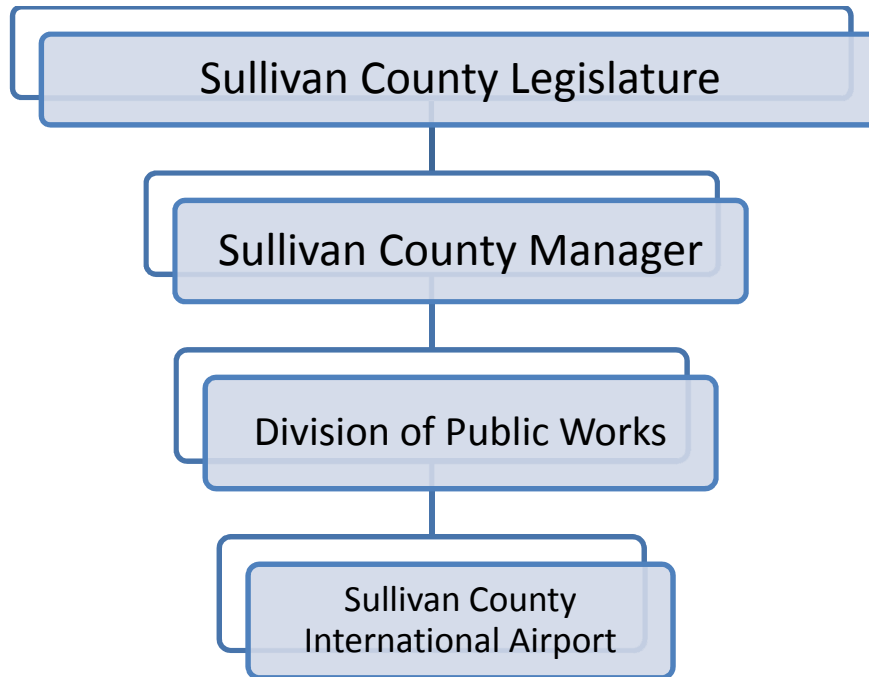 Sullivan County Legislature
Sullivan County Manager
Division of Public Works
Sullivan County
International Airport